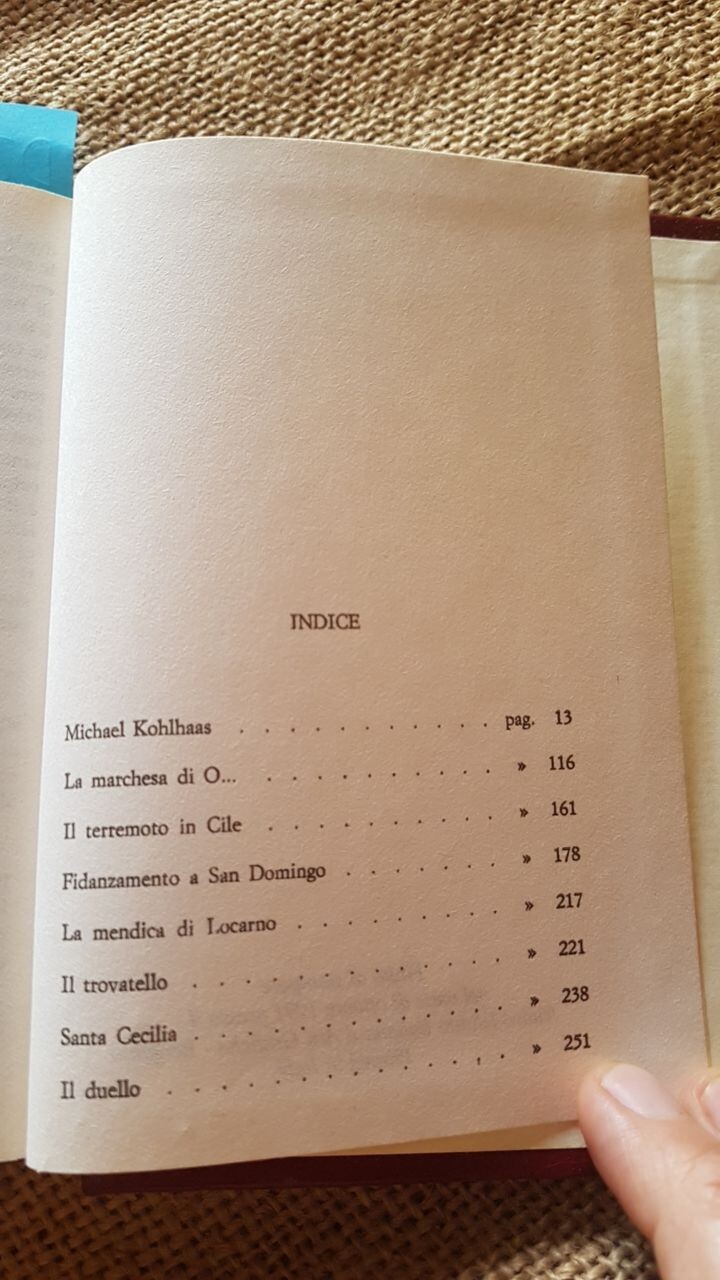 INDICE
Michael Kohlhaas . . . . . . . . . . . pag. 13
La marchesa di O... . . . . . . . . . . » 116
Il terremoto in Cile . . . . . . . . . . » 161
Fidanzamento a San Domingo . . . . . . . » 178
La mendica di Locarno . . . . . . . . . » 217
Il trovatello . . . . . . . . . . . . . » 221
Santa Cecilia . . . . . . . . . . . . . » 238
Il duello . . . . . . . . . . . . . . » 251